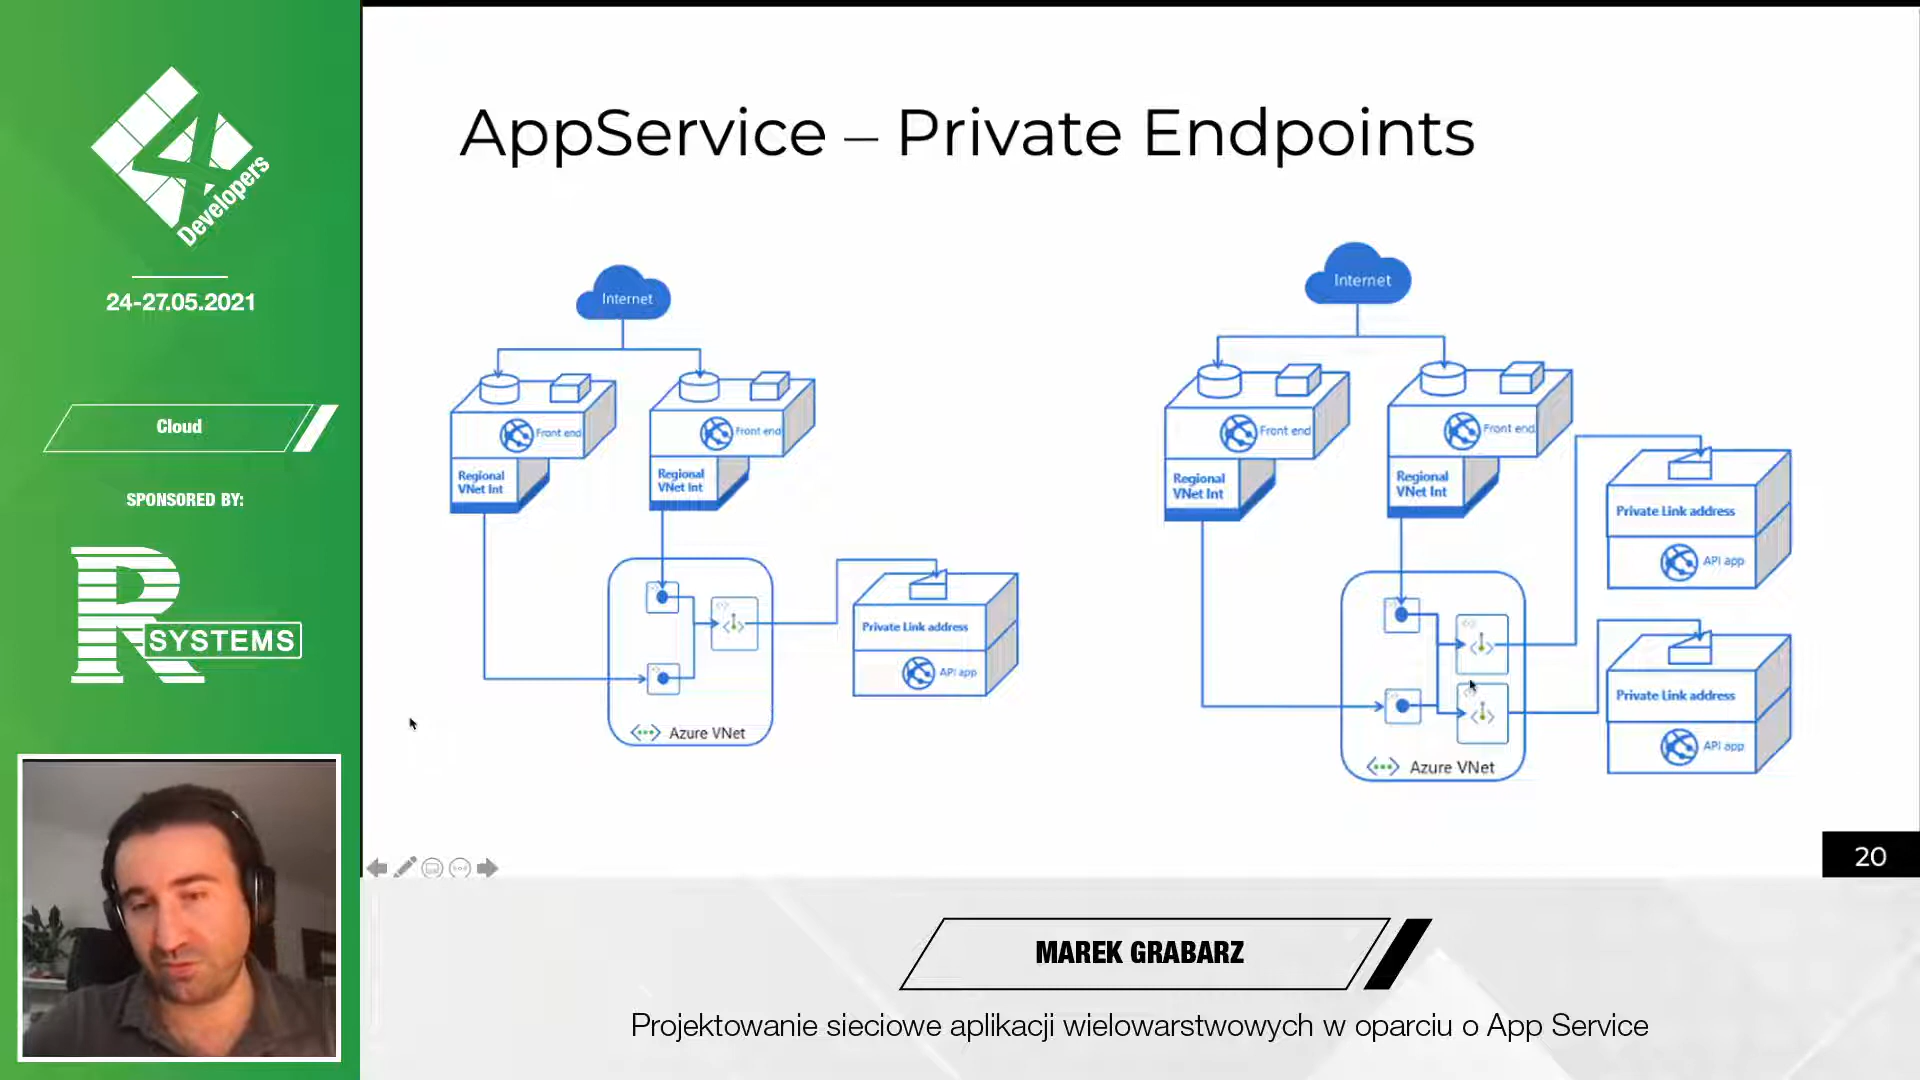 4
Developers
24-27.05.2021
Cloud
SPONSORED BY:
R
SYSTEMS
AppService – Private Endpoints
Internet
Front end
Front end
Regional
VNet Int
Regional
VNet Int
Private Link address
API app
Azure VNet
Internet
Front end
Front end
Regional
VNet Int
Regional
VNet Int
Private Link address
API app
Private Link address
API app
Azure VNet
20
MAREK GRABARZ
Projektowanie sieciowe aplikacji wielowarstwowych w oparciu o App Service